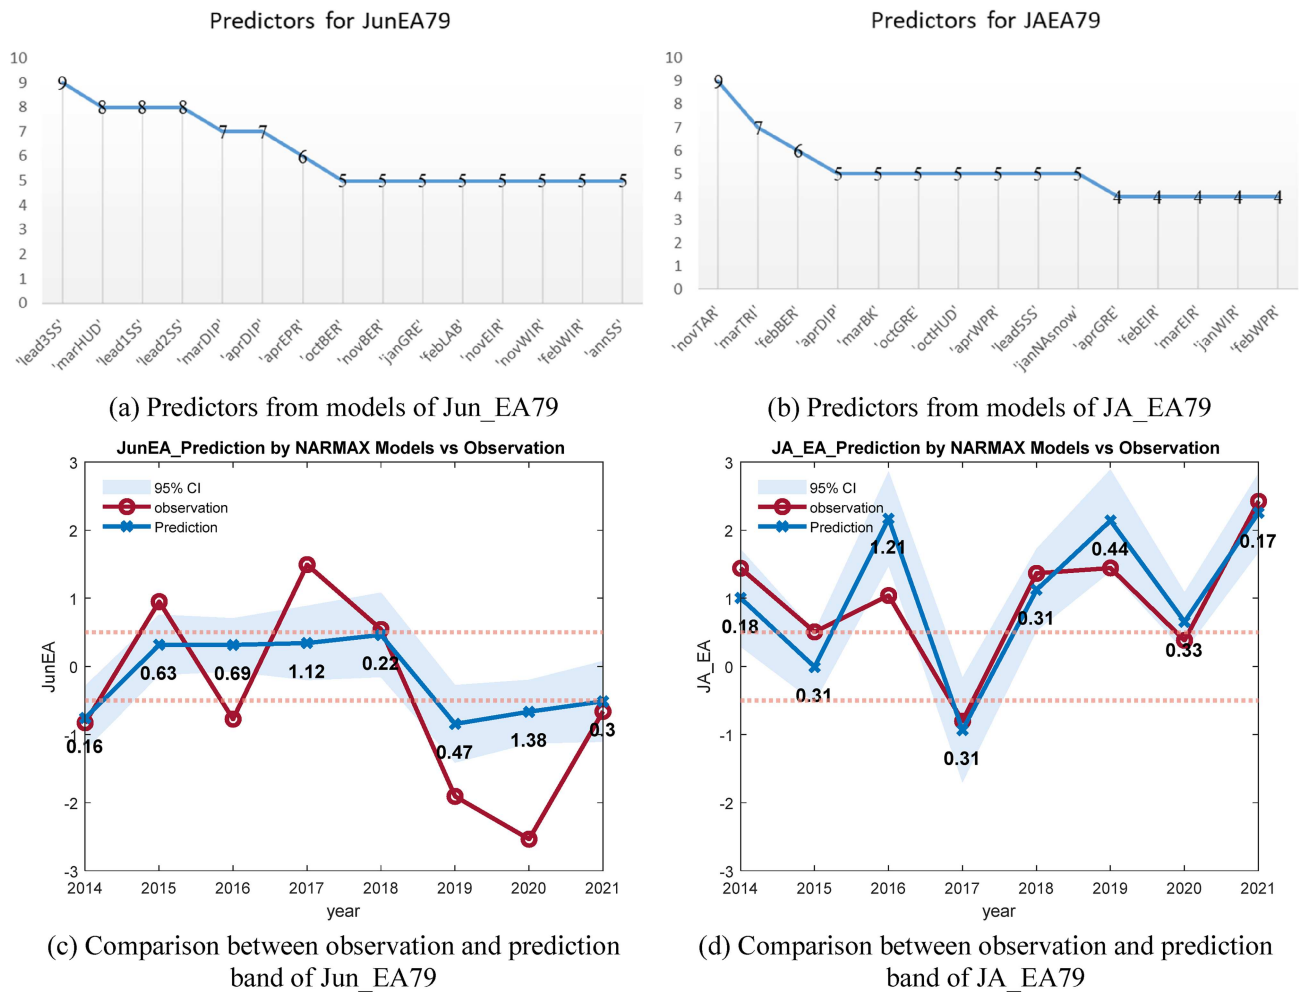 Predictors for JunEA79
10
9
8
7
6
5
4
3
2
1
0
9
8
8
8
7
7
6
5
5
5
5
5
5
5
5
'lead3SS'
'marHUD'
'lead1SS'
'lead2SS'
'marDIP'
'aprDIP'
'aprEPR'
'octBER'
'novBER'
'janGRE'
'febLAB'
'novEIR'
'novWIR'
'febWIR'
'annSS'
(a) Predictors from models of Jun_EA79
Predictors for JAEA79
10
9
8
7
6
5
4
3
2
1
0
9
7
6
5
5
5
5
5
5
5
4
4
4
4
4
'novTAR'
'marTRI'
'febBER'
'aprDIP'
'marBK'
'octGRE'
'octHUD'
'aprWPR'
'lead5SS'
'janNAsnow'
'aprGRE'
'febEIR'
'marEIR'
'janWIR'
'febWPR'
(b) Predictors from models of JA_EA79
JunEA_Prediction by NARMAX Models vs Observation
95% CI
observation
Prediction
JunEA
3
2
1
0
-1
-2
-3
0.16
0.63
0.69
1.12
0.22
0.47
1.38
0.3
2014
2015
2016
2017
2018
2019
2020
2021
year
(c) Comparison between observation and prediction
band of Jun_EA79
JA_EA_Prediction by NARMAX Models vs Observation
95% CI
observation
Prediction
JA_EA
3
2
1
0
-1
-2
-3
0.18
0.31
1.21
0.31
0.31
0.44
0.33
0.17
2014
2015
2016
2017
2018
2019
2020
2021
year
(d) Comparison between observation and prediction
band of JA_EA79